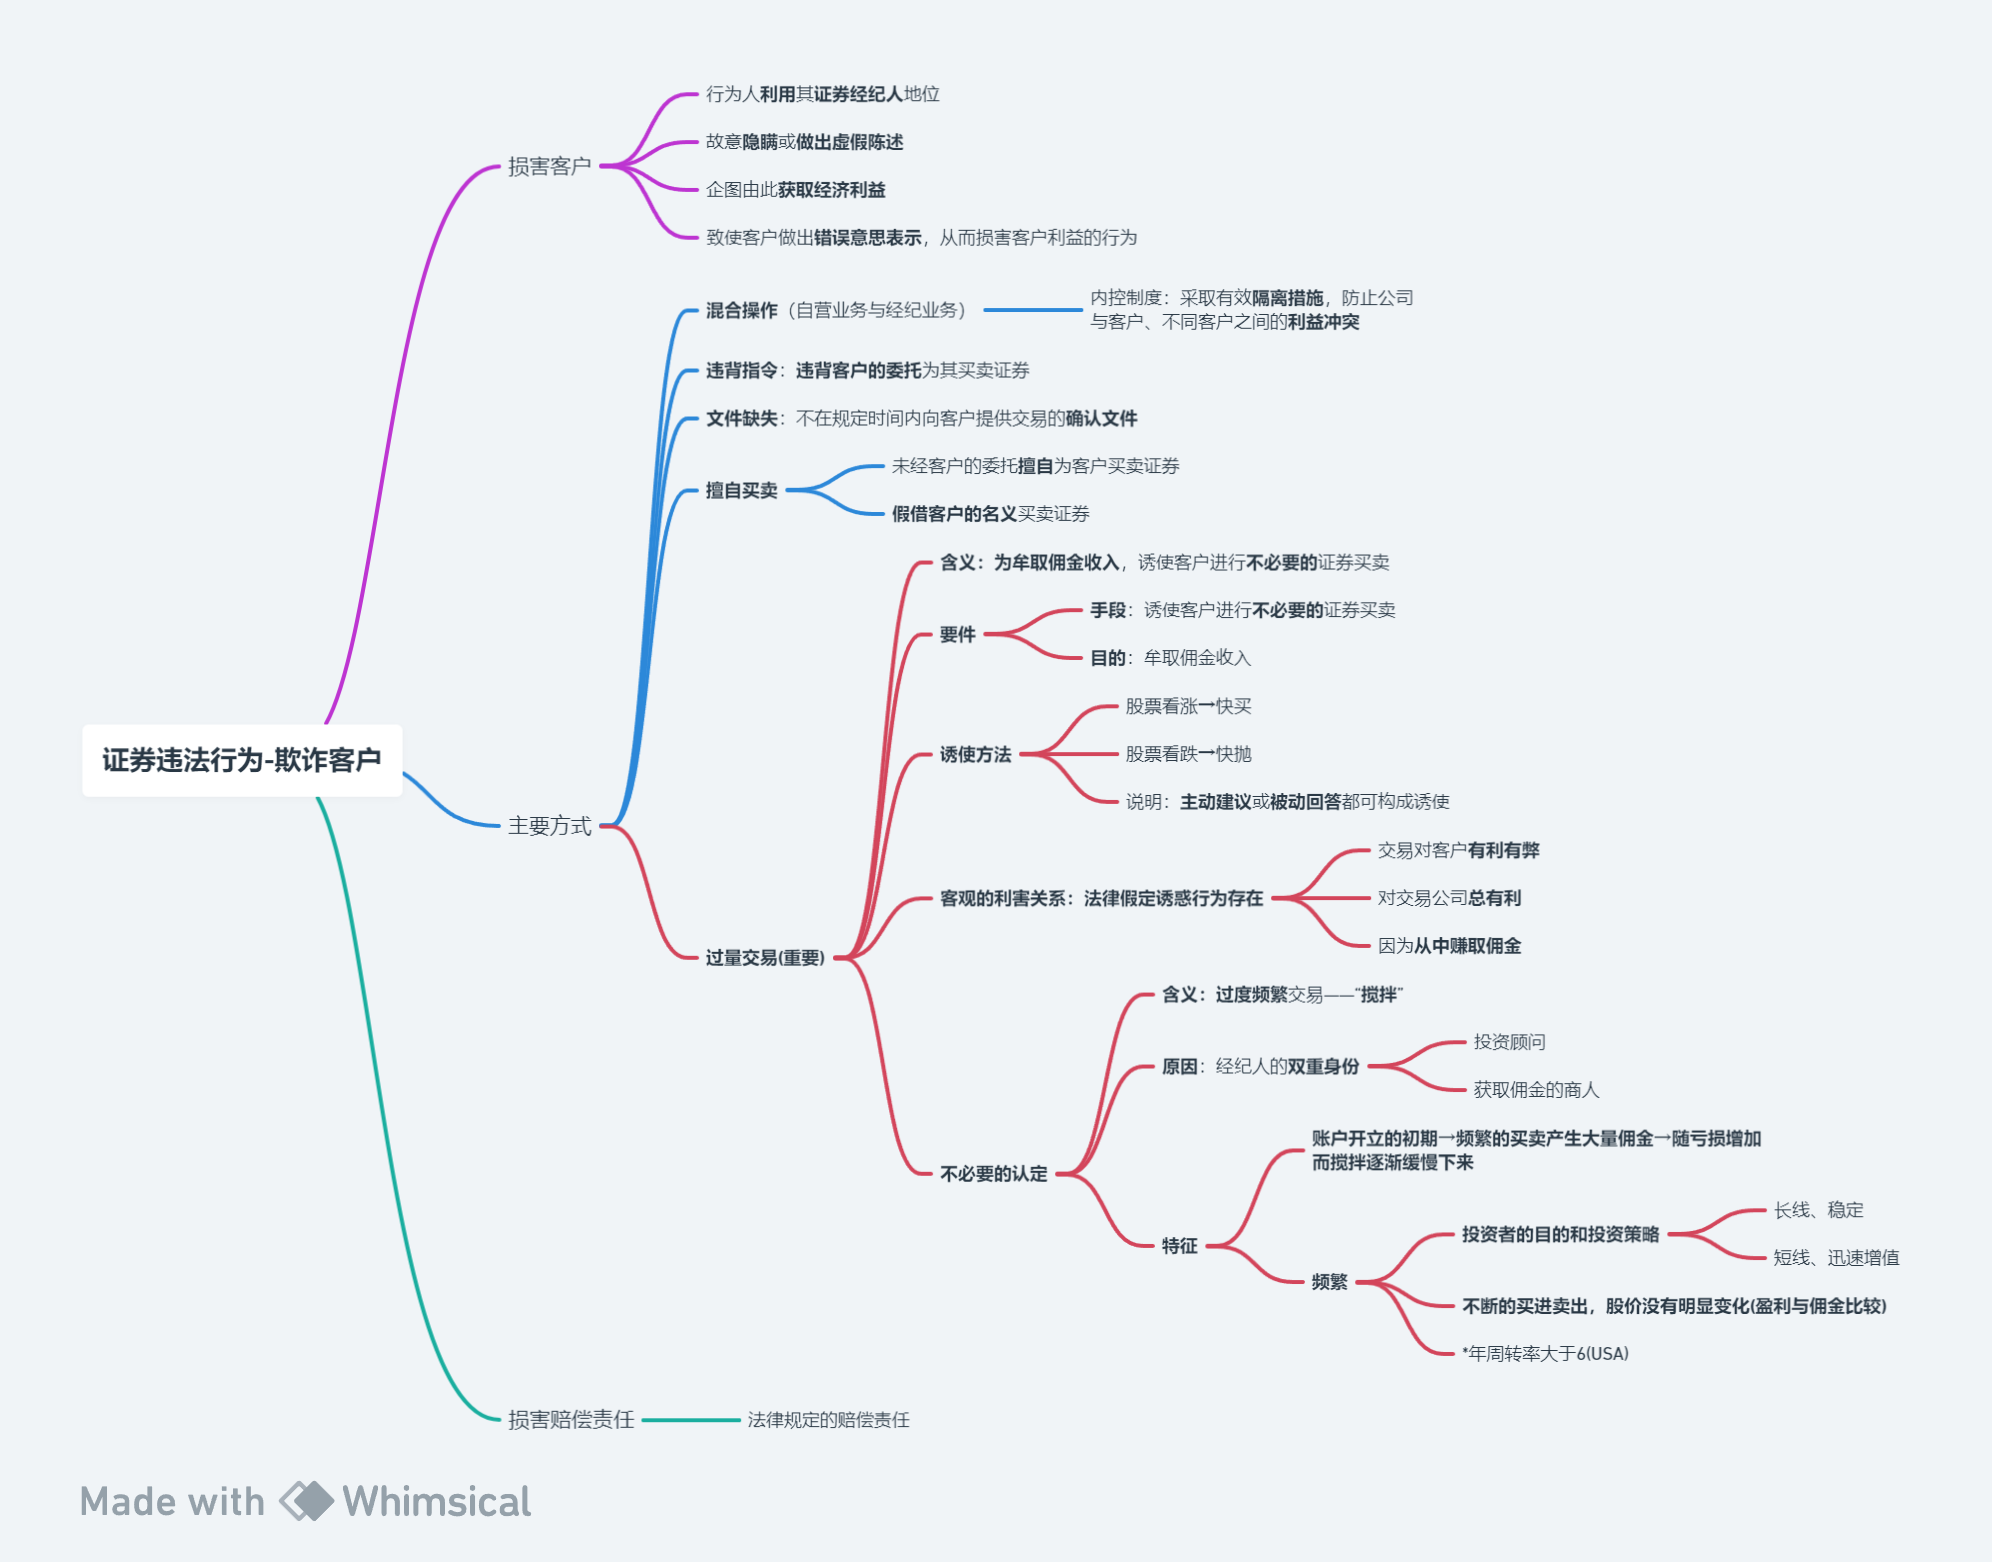 行为人利用其证券经纪人地位
故意隐瞒或做出虚假陈述
损害客户
企图由此获取经济利益
致使客户做出错误意思表示，从而损害客户利益的行为
混合操作（自营业务与经纪业务）
内控制度：采取有效隔离措施，防止公司
与客户、不同客户之间的利益冲突
违背指令：违背客户的委托为其买卖证券
文件缺失：不在规定时间内向客户提供交易的确认文件
擅自买卖
未经客户的委托擅自为客户买卖证券
假借客户的名义买卖证券
含义：为牟取佣金收入，诱使客户进行不必要的证券买卖
要件
手段：诱使客户进行不必要的证券买卖
目的：牟取佣金收入
诱使方法
股票看涨→快买
股票看跌→快抛
说明：主动建议或被动回答都可构成诱使
证券违法行为-欺诈客户
主要方式
客观的利害关系：法律假定诱惑行为存在
交易对客户有利有弊
对交易公司总有利
因为从中赚取佣金
过量交易(重要)
含义：过度频繁交易——“搅拌”
原因：经纪人的双重身份
投资顾问
获取佣金的商人
不必要的认定
账户开立的初期→频繁的买卖产生大量佣金→随亏损增加
而搅拌逐渐缓慢下来
特征
频繁
投资者的目的和投资策略
长线、稳定
短线、迅速增值
不断的买进卖出，股价没有明显变化(盈利与佣金比较)
*年周转率大于6(USA)
损害赔偿责任
法律规定的赔偿责任
Made with Whimsical